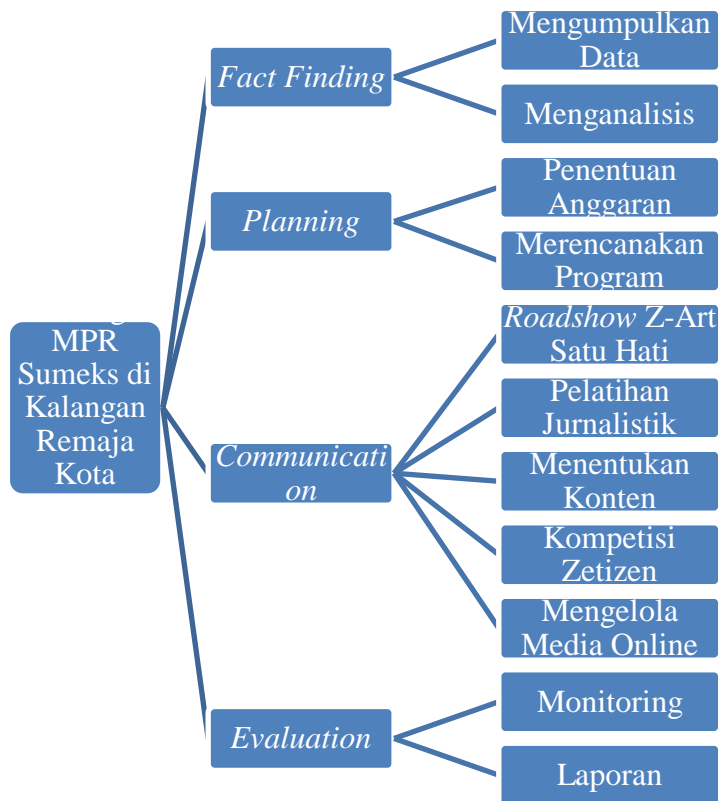 Mengumpulkan
Data
Fact Finding
Menganalisis
Penentuan
Anggaran
Planning
Merencanakan
Program
MPR
Sumeks di
Kalangan
Remaja
Kota
Roadshow Z-Art
Satu Hati
Pelatihan
Jurnalistik
Communicati
on
Menentukan
Konten
Kompetisi
Zetizen
Mengelola
Media Online
Monitoring
Evaluation
Laporan